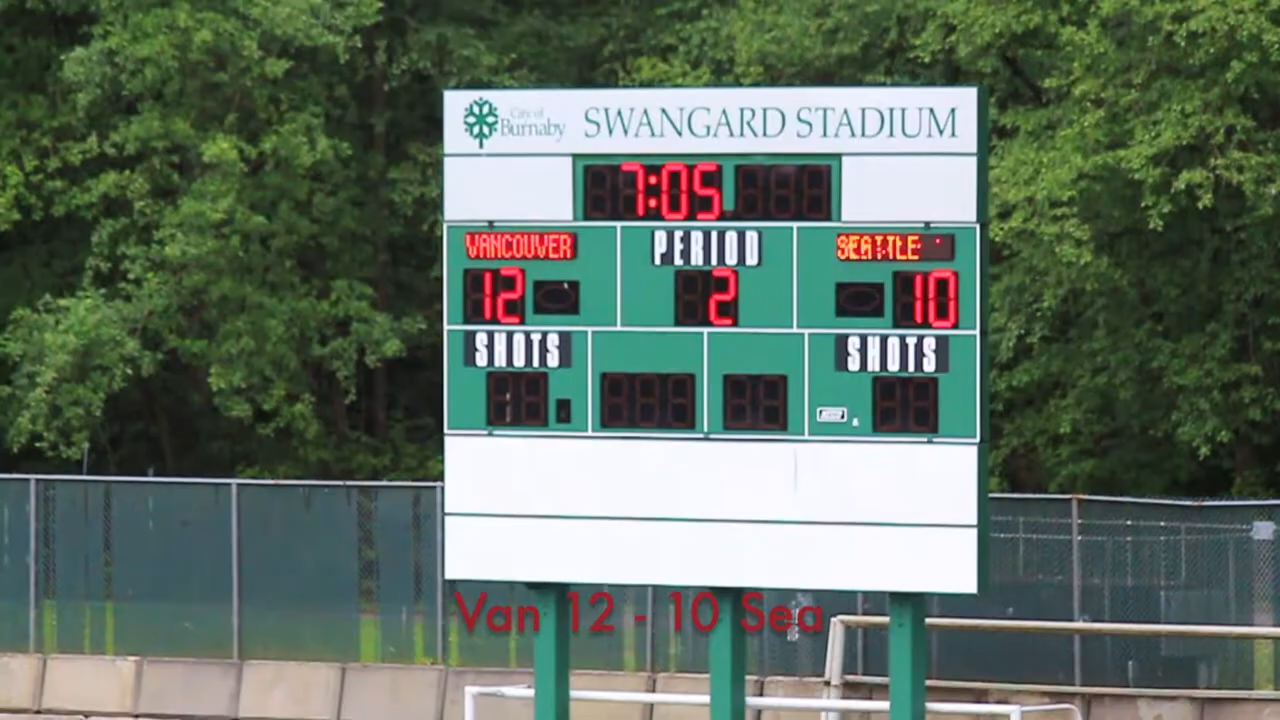 City of
Burnaby
SWANGARD STADIUM
7:05
VANCOUVER
PERIOD
SEATTLE
12
2
10
SHOTS
SHOTS
Van 12 - 10 Sea